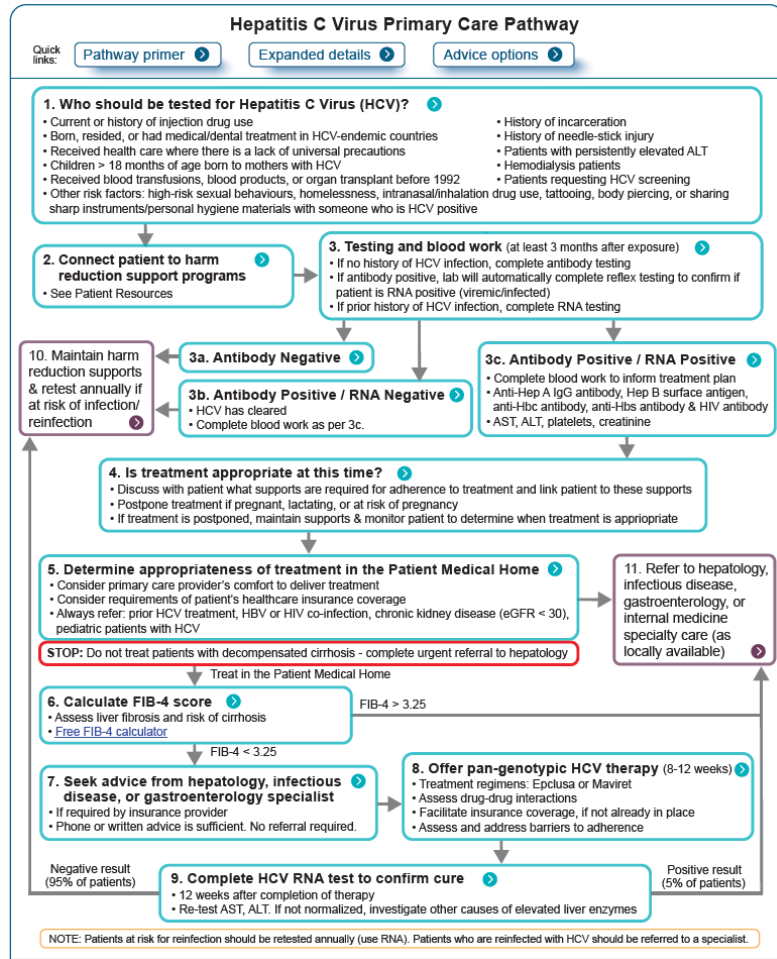 Hepatitis C Virus Primary Care Pathway
Quick links:
Pathway primer
Expanded details
Advice options
1. Who should be tested for Hepatitis C Virus (HCV)?
• Current or history of injection drug use
• Born, resided, or had medical/dental treatment in HCV-endemic countries
• Received health care where there is a lack of universal precautions
• Children > 18 months of age born to mothers with HCV
• Received blood transfusions, blood products, or organ transplant before 1992
• History of incarceration
• History of needle-stick injury
• Patients with persistently elevated ALT
• Hemodialysis patients
• Patients requesting HCV screening
• Other risk factors: high-risk sexual behaviours, homelessness, intranasal/inhalation drug use, tattooing, body piercing, or sharing
sharp instruments/personal hygiene materials with someone who is HCV positive
2. Connect patient to harm
reduction support programs
• See Patient Resources
3. Testing and blood work (at least 3 months after exposure)
• If no history of HCV infection, complete antibody testing
• If antibody positive, lab will automatically complete reflex testing to confirm if
patient is RNA positive (viremic/infected)
• If prior history of HCV infection, complete RNA testing
10. Maintain harm
reduction supports
& retest annually if
at risk of infection/
reinfection
3a. Antibody Negative
3b. Antibody Positive / RNA Negative
• HCV has cleared
• Complete blood work as per 3c.
3c. Antibody Positive / RNA Positive
• Complete blood work to inform treatment plan
• Anti-Hep A IgG antibody, Hep B surface antigen,
anti-Hbc antibody, anti-Hbs antibody & HIV antibody
• AST, ALT, platelets, creatinine
4. Is treatment appropriate at this time?
• Discuss with patient what supports are required for adherence to treatment and link patient to these supports
• Postpone treatment if pregnant, lactating, or at risk of pregnancy
• If treatment is postponed, maintain supports & monitor patient to determine when treatment is appriopriate
5. Determine appropriateness of treatment in the Patient Medical Home
• Consider primary care provider's comfort to deliver treatment
• Consider requirements of patient's healthcare insurance coverage
• Always refer: prior HCV treatment, HBV or HIV co-infection, chronic kidney disease (eGFR < 30),
pediatric patients with HCV
STOP: Do not treat patients with decompensated cirrhosis - complete urgent referral to hepatology
11. Refer to hepatology,
infectious disease,
gastroenterology, or
internal medicine
specialty care (as
locally available)
Treat in the Patient Medical Home
6. Calculate FIB-4 score
• Assess liver fibrosis and risk of cirrhosis
• Free FIB-4 calculator
FIB-4 > 3.25
FIB-4 < 3.25
7. Seek advice from hepatology, infectious
disease, or gastroenterology specialist
• If required by insurance provider
• Phone or written advice is sufficient. No referral required.
8. Offer pan-genotypic HCV therapy (8-12 weeks)
• Treatment regimens: Epclusa or Maviret
• Assess drug-drug interactions
• Facilitate insurance coverage, if not already in place
• Assess and address barriers to adherence
Negative result
(95% of patients)
9. Complete HCV RNA test to confirm cure
• 12 weeks after completion of therapy
• Re-test AST, ALT. If not normalized, investigate other causes of elevated liver enzymes
Positive result
(5% of patients)
NOTE: Patients at risk for reinfection should be retested annually (use RNA). Patients who are reinfected with HCV should be referred to a specialist.